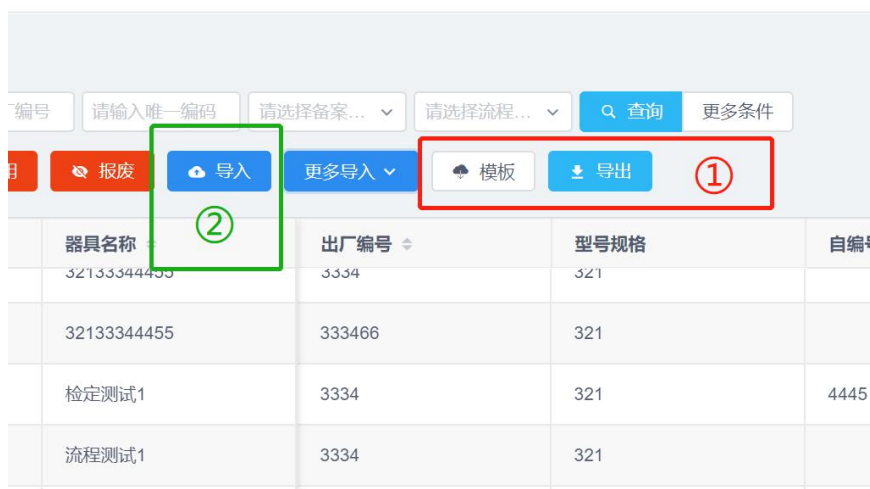 编号 请输入唯一编码 请选择备案... 请选择流程... 查询 更多条件
报废 导入 更多导入 模板 导出 ①
②
器具名称 出厂编号 型号规格 自编号
32133344455 3334 321
32133344455 333466 321
检定测试1 3334 321 4445
流程测试1 3334 321